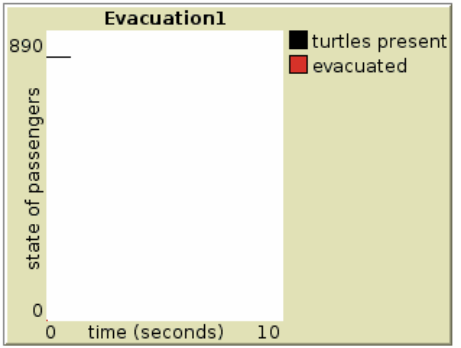 Evacuation1
890
state of passengers
0
0 time (seconds) 10
turtles present
evacuated